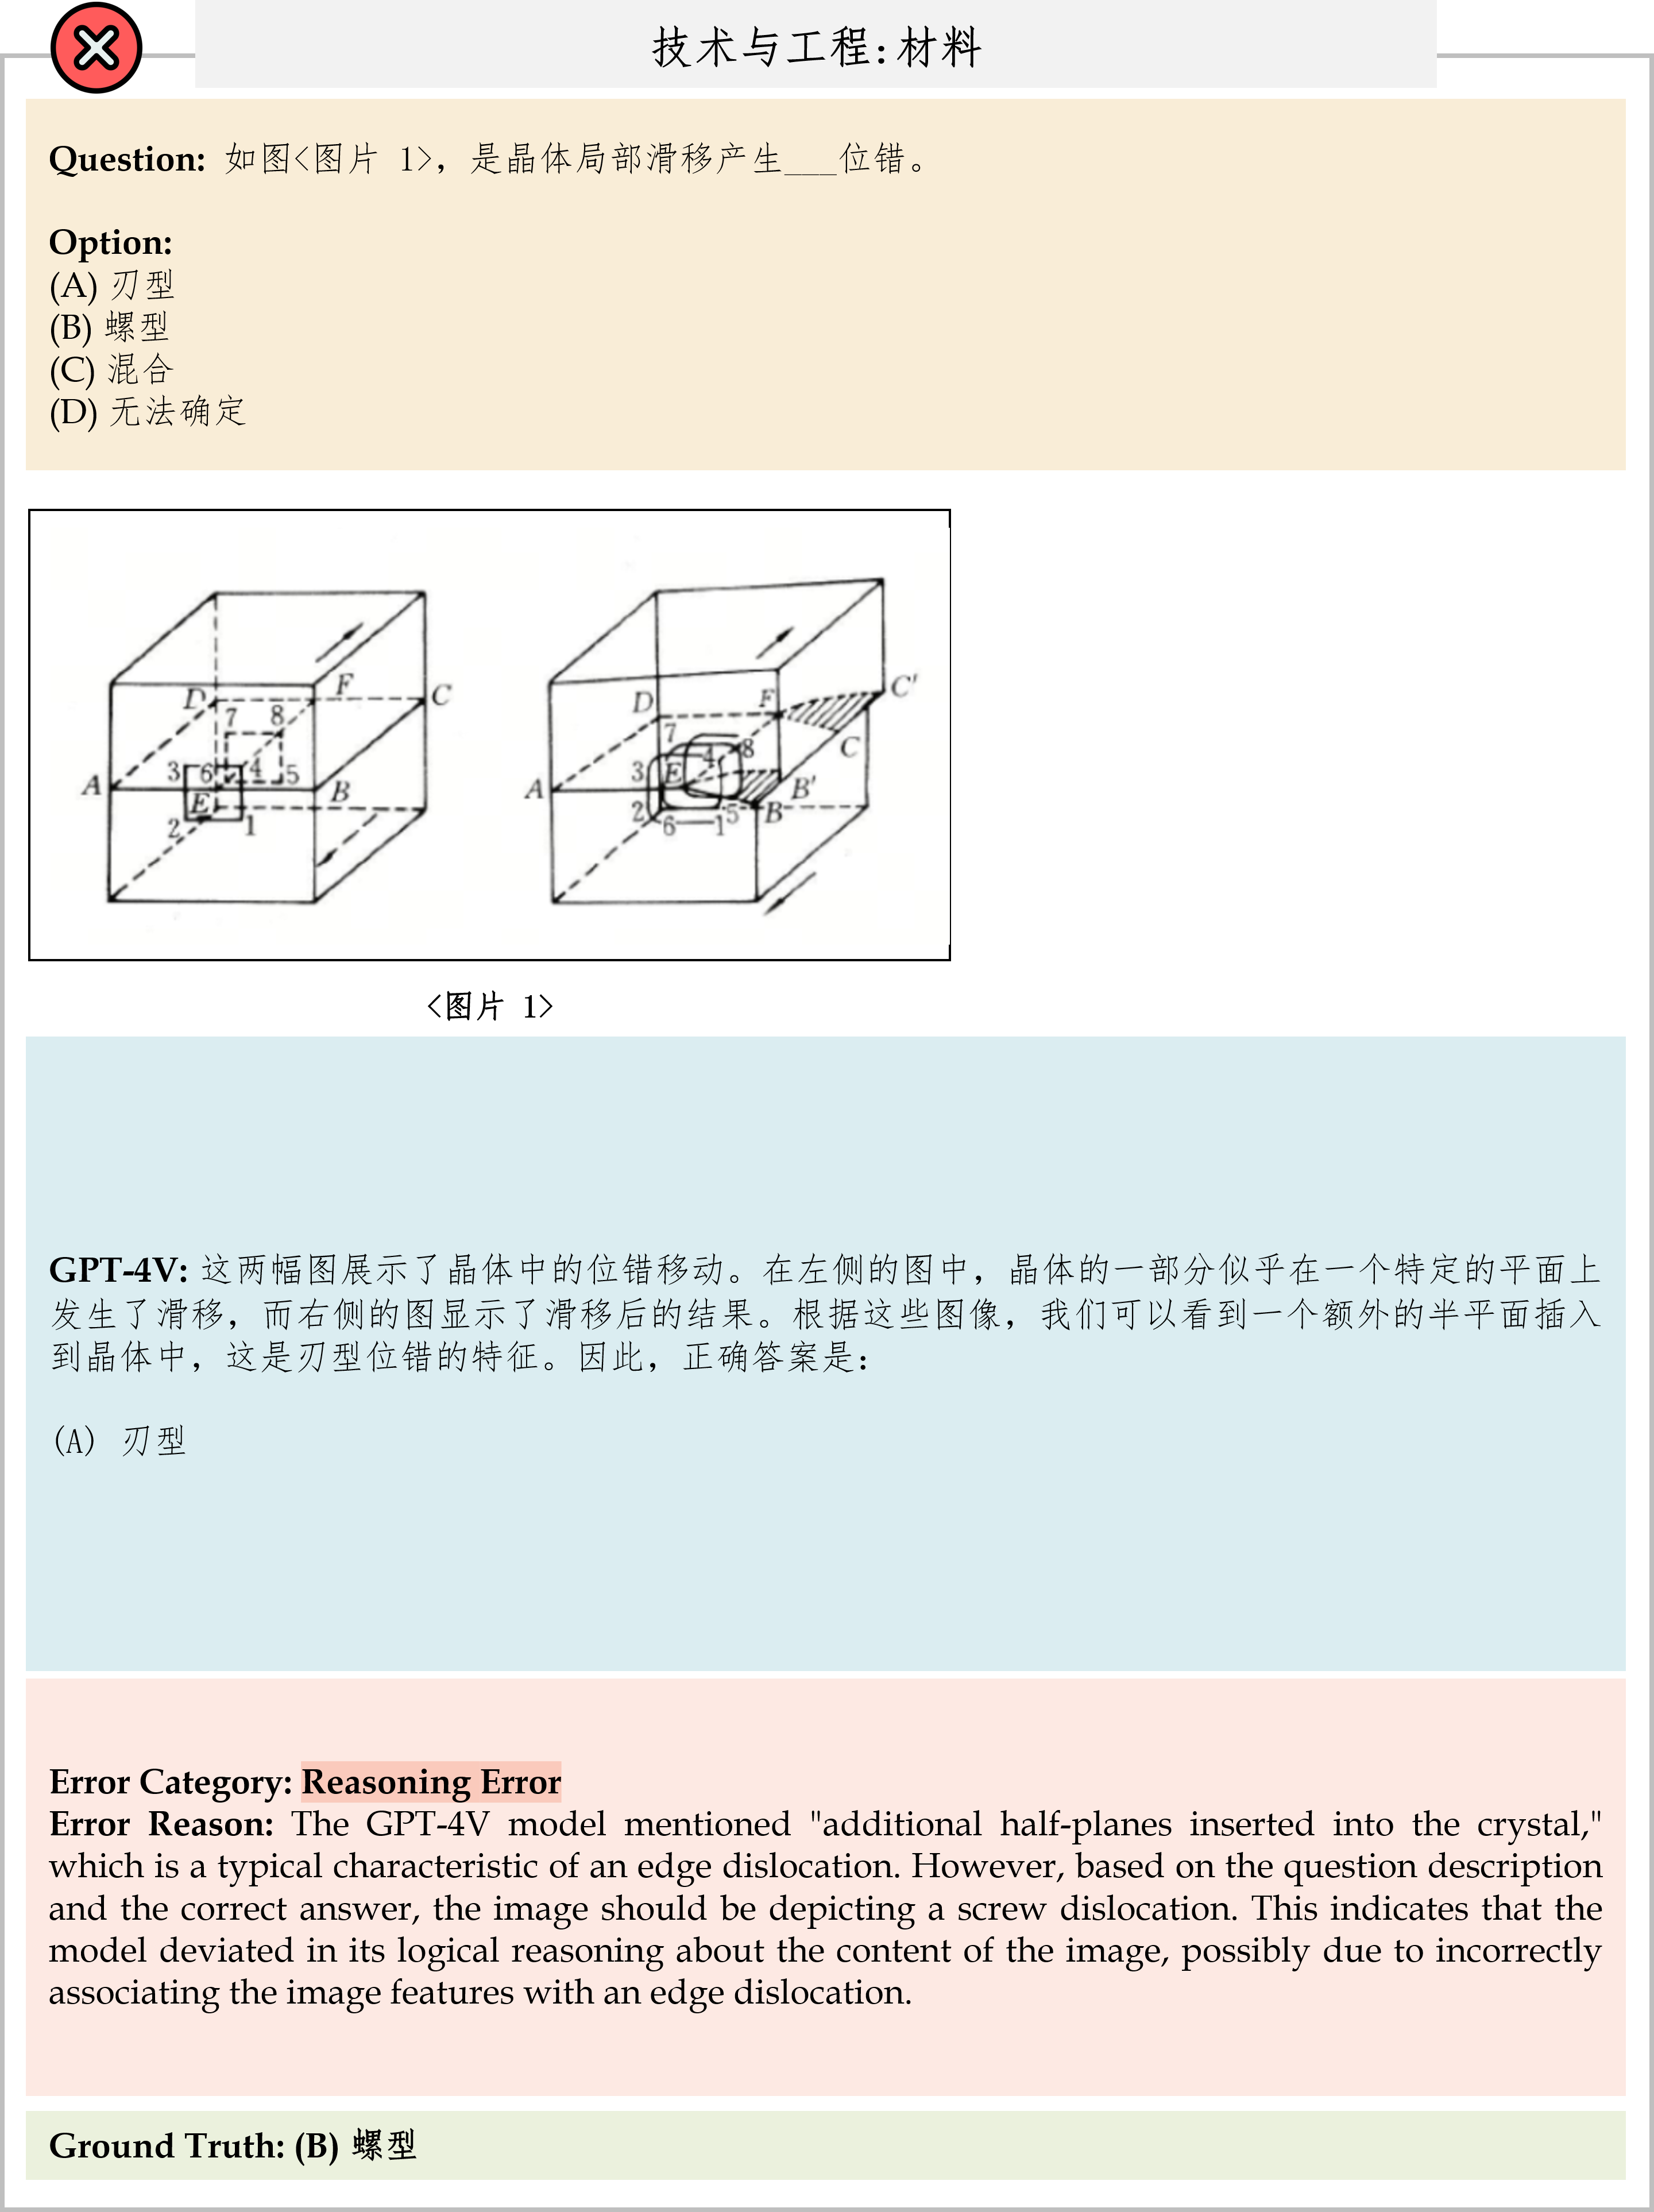 技术与工程:材料
Question: 如图<图片 1>，是晶体局部滑移产生___位错。
Option:
(A) 刃型
(B) 螺型
(C) 混合
(D) 无法确定
D F C
7 8
A 3 6 4 5 B
E
2 1
C'
D F
7 C
4 8
A 3 E B'
2 5 B
6 1
<图片 1>
GPT-4V: 这两幅图展示了晶体中的位错移动。在左侧的图中，晶体的一部分似乎在一个特定的平面上
发生了滑移，而右侧的图显示了滑移后的结果。根据这些图像，我们可以看到一个额外的半平面插入
到晶体中，这是刃型位错的特征。因此，正确答案是：
(A) 刃型
Error Category: Reasoning Error
Error Reason: The GPT-4V model mentioned "additional half-planes inserted into the crystal,"
which is a typical characteristic of an edge dislocation. However, based on the question description
and the correct answer, the image should be depicting a screw dislocation. This indicates that the
model deviated in its logical reasoning about the content of the image, possibly due to incorrectly
associating the image features with an edge dislocation.
Ground Truth: (B) 螺型